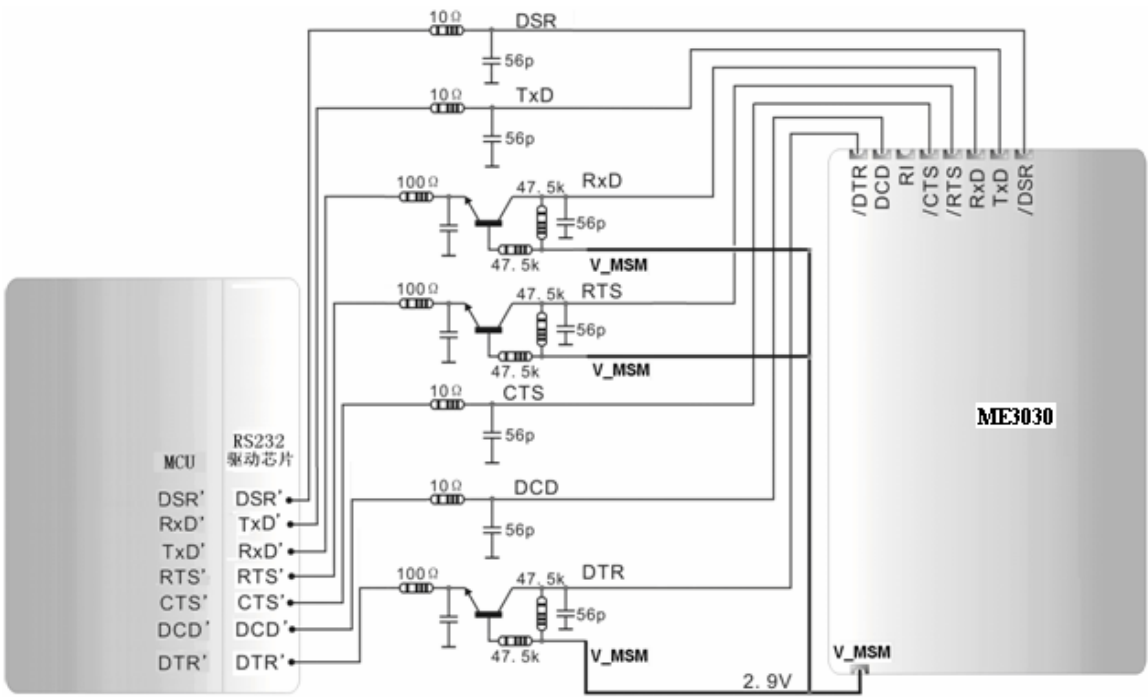 10Ω DSR
56p
10Ω TxD
56p
100Ω 47.5k RxD
56p
47.5k V_MSM
100Ω 47.5k RTS
56p
47.5k V_MSM
10Ω CTS
56p
10Ω DCD
56p
100Ω 47.5k DTR
56p
47.5k V_MSM
2.9V
MCU
RS232
驱动芯片
DSR' DSR'
RxD' TxD'
TxD' RxD'
RTS' RTS'
CTS' CTS'
DCD' DCD'
DTR' DTR'
/DTR
DCD
RI
/CTS
/RTS
RxD
TxD
/DSR
ME3030
V_MSM